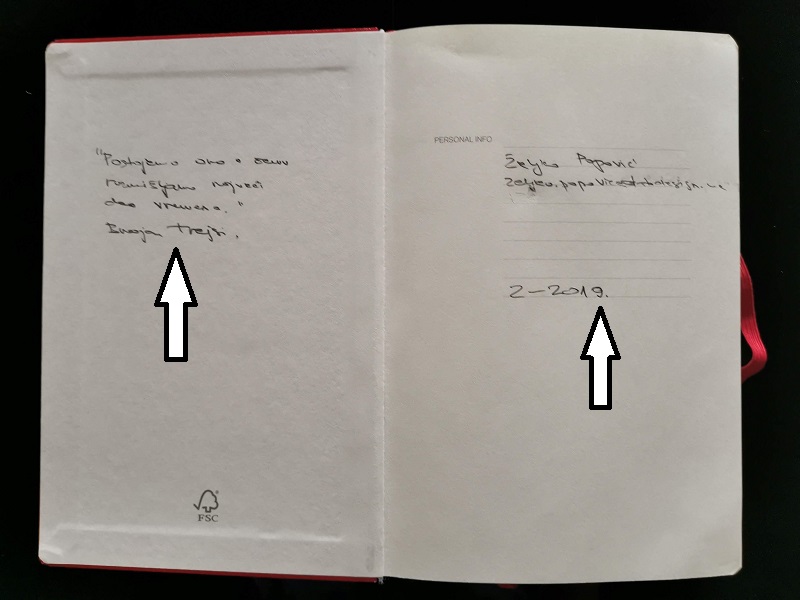 "Postajemo ono o čemu
razmišljamo najveći
deo vremena."
Brajan Trejsi.
FSC
PERSONAL INFO
Željko Popović
2-2019.